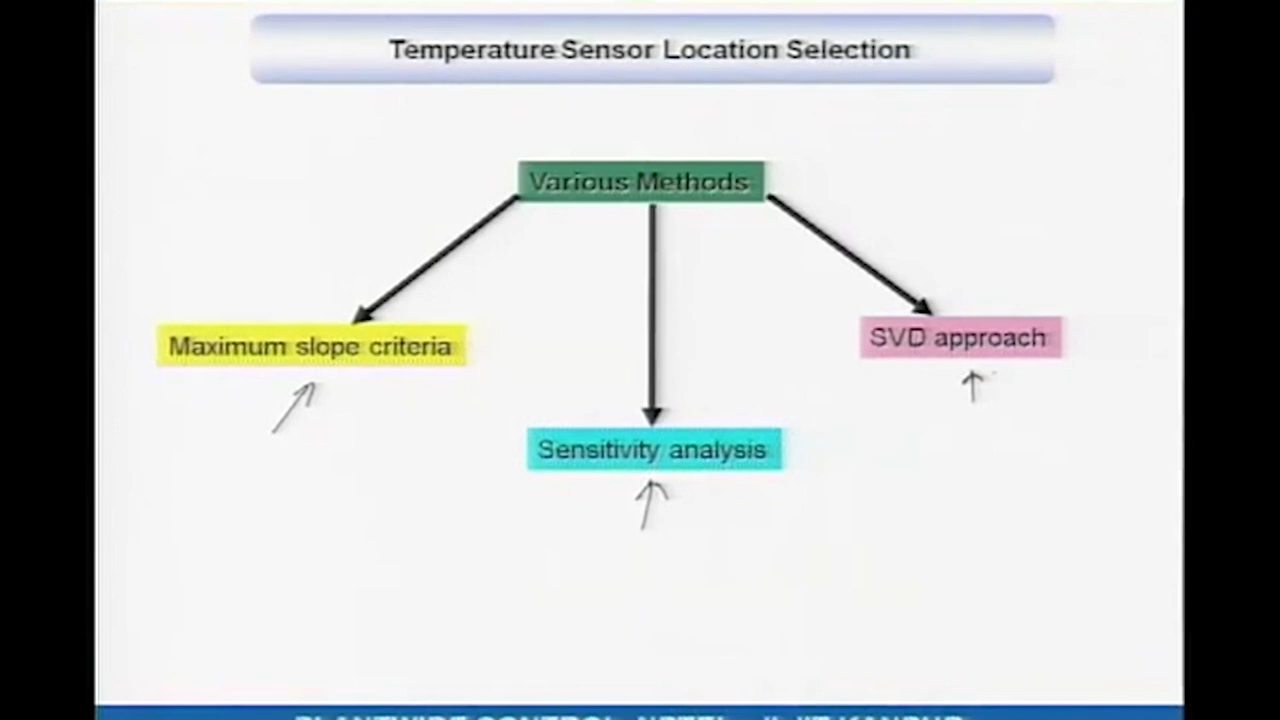 Temperature Sensor Location Selection
Various Methods
Maximum slope criteria
SVD approach
Sensitivity analysis